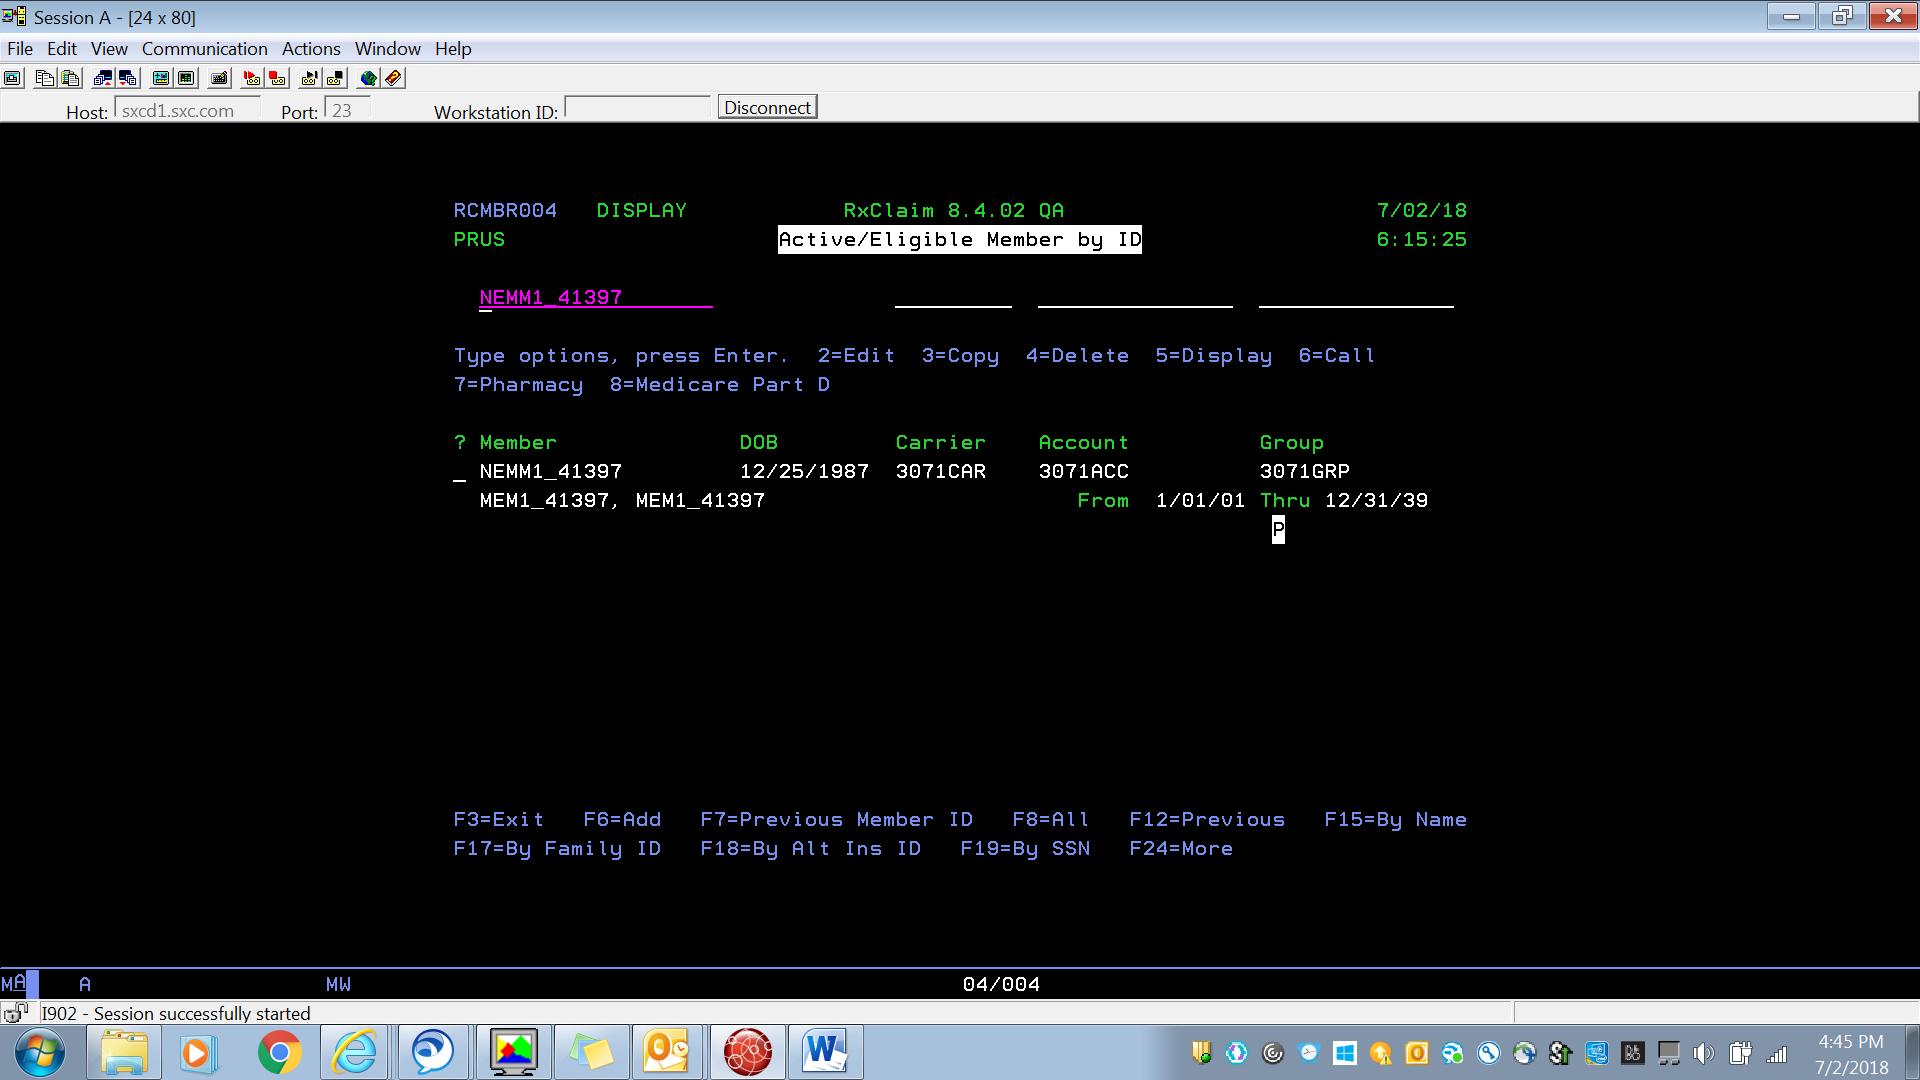 Session A - [24 x 80]
File Edit View Communication Actions Window Help
Host: sxcd1.sxc.com Port: 23 Workstation ID: Disconnect
RCMBR004 DISPLAY RxClaim 8.4.02 QA 7/02/18
PRUS Active/Eligible Member by ID 6:15:25
NEMM1_41397
Type options, press Enter. 2=Edit 3=Copy 4=Delete 5=Display 6=Call
7=Pharmacy 8=Medicare Part D
? Member DOB Carrier Account Group
_ NEMM1_41397 12/25/1987 3071CAR 3071ACC 3071GRP
MEM1_41397, MEM1_41397 From 1/01/01 Thru 12/31/39
P
F3=Exit F6=Add F7=Previous Member ID F8=All F12=Previous F15=By Name
F17=By Family ID F18=By Alt Ins ID F19=By SSN F24=More
MA A MW 04/004
I902 - Session successfully started
4:45 PM
7/2/2018